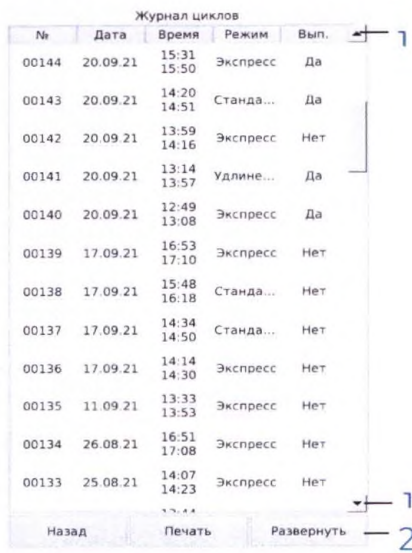 Журнал циклов
№ Дата Время Режим Вып.
1
00144 20.09.21 15:31 15:50 Экспресс Да
00143 20.09.21 14:20 14:51 Станда... Да
00142 20.09.21 13:59 14:16 Экспресс Нет
00141 20.09.21 13:14 13:57 Удлине... Да
00140 20.09.21 12:49 13:08 Экспресс Да
00139 17.09.21 16:53 17:10 Экспресс Нет
00138 17.09.21 15:48 16:18 Станда... Нет
00137 17.09.21 14:34 14:50 Станда... Нет
00136 17.09.21 14:14 14:30 Экспресс Нет
00135 11.09.21 13:33 13:53 Экспресс Нет
00134 26.08.21 16:51 17:08 Экспресс Нет
00133 25.08.21 14:07 14:23 Экспресс Нет
1
Назад Печать Развернуть
2